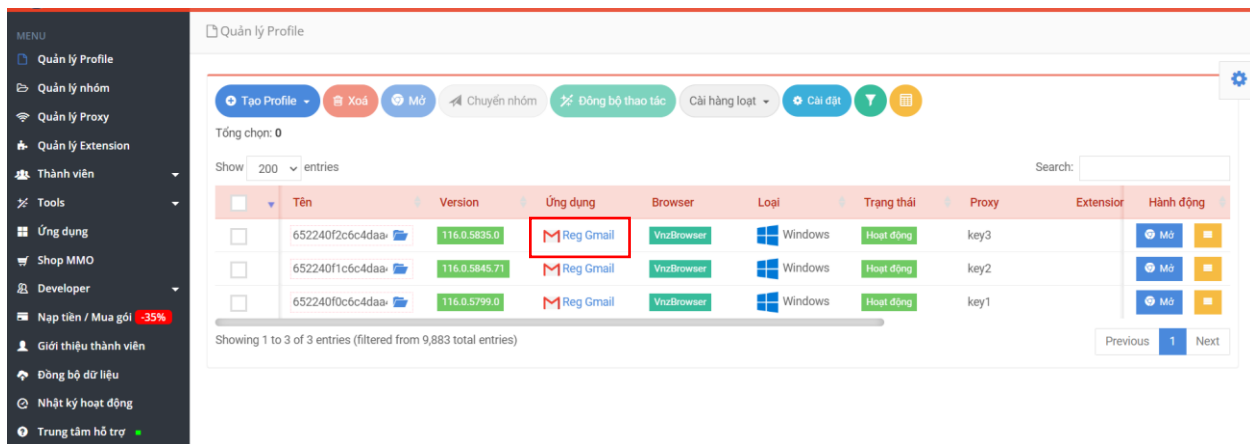 MENU
Quản lý Profile
Quản lý nhóm
Quản lý Proxy
Quản lý Extension
Thành viên
Tools
Ứng dụng
Shop MMO
Developer
Nạp tiền / Mua gói -35%
Giới thiệu thành viên
Đồng bộ dữ liệu
Nhật ký hoạt động
Trung tâm hỗ trợ
Quản lý Profile
Tạo Profile Xoá Mở Chuyển nhóm Đồng bộ thao tác Cài hàng loạt Cài đặt
Tổng chọn: 0
Show 200 entries Search:
Tên Version Ứng dụng Browser Loại Trạng thái Proxy Extension Hành động
652240f2c6c4daa 116.0.5835.0 Reg Gmail VnzBrowser Windows Hoạt động key3 Mở
652240f1c6c4daa 116.0.5845.71 Reg Gmail VnzBrowser Windows Hoạt động key2 Mở
652240f0c6c4daa 116.0.5799.0 Reg Gmail VnzBrowser Windows Hoạt động key1 Mở
Showing 1 to 3 of 3 entries (filtered from 9,883 total entries) Previous 1 Next